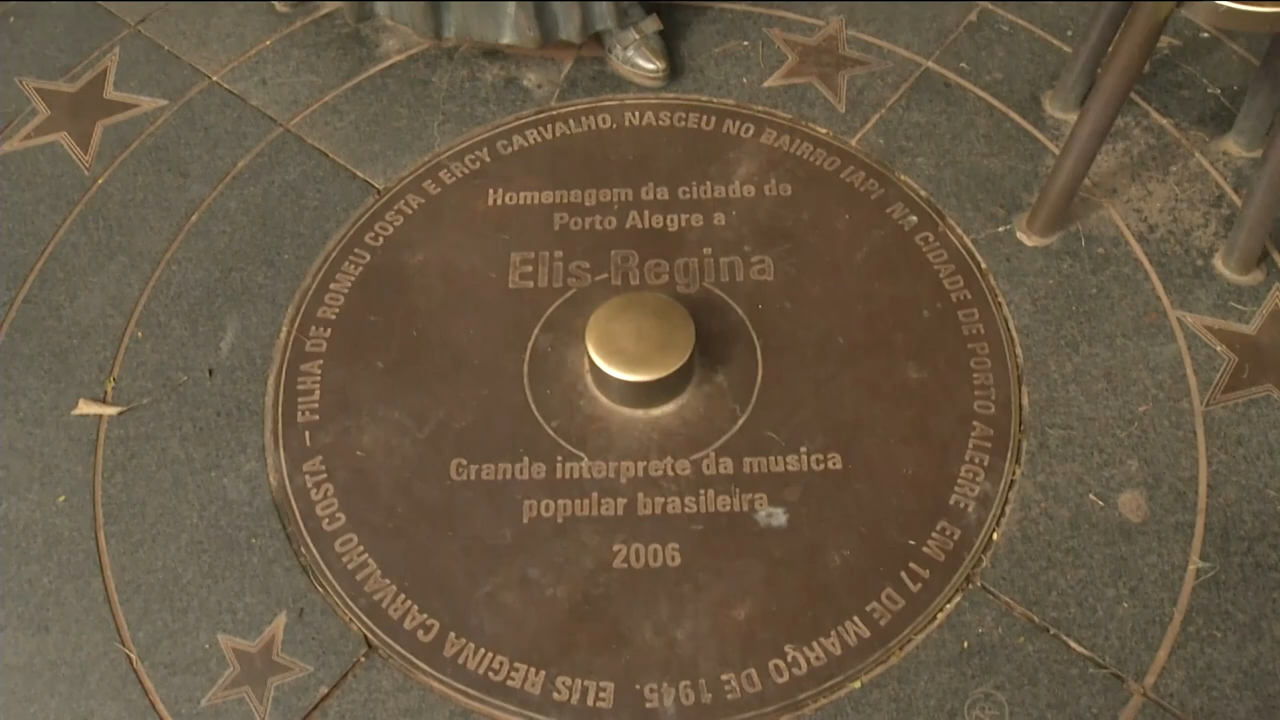 Homenagem da cidade de
Porto Alegre a
Elis Regina
Grande interprete da musica
popular brasileira
2006
ELIS REGINA CARVALHO COSTA – FILHA DE ROMEU COSTA E ERCY CARVALHO, NASCEU NO BAIRRO IAPI NA CIDADE DE PORTO ALEGRE EM 17 DE MARÇO DE 1945.